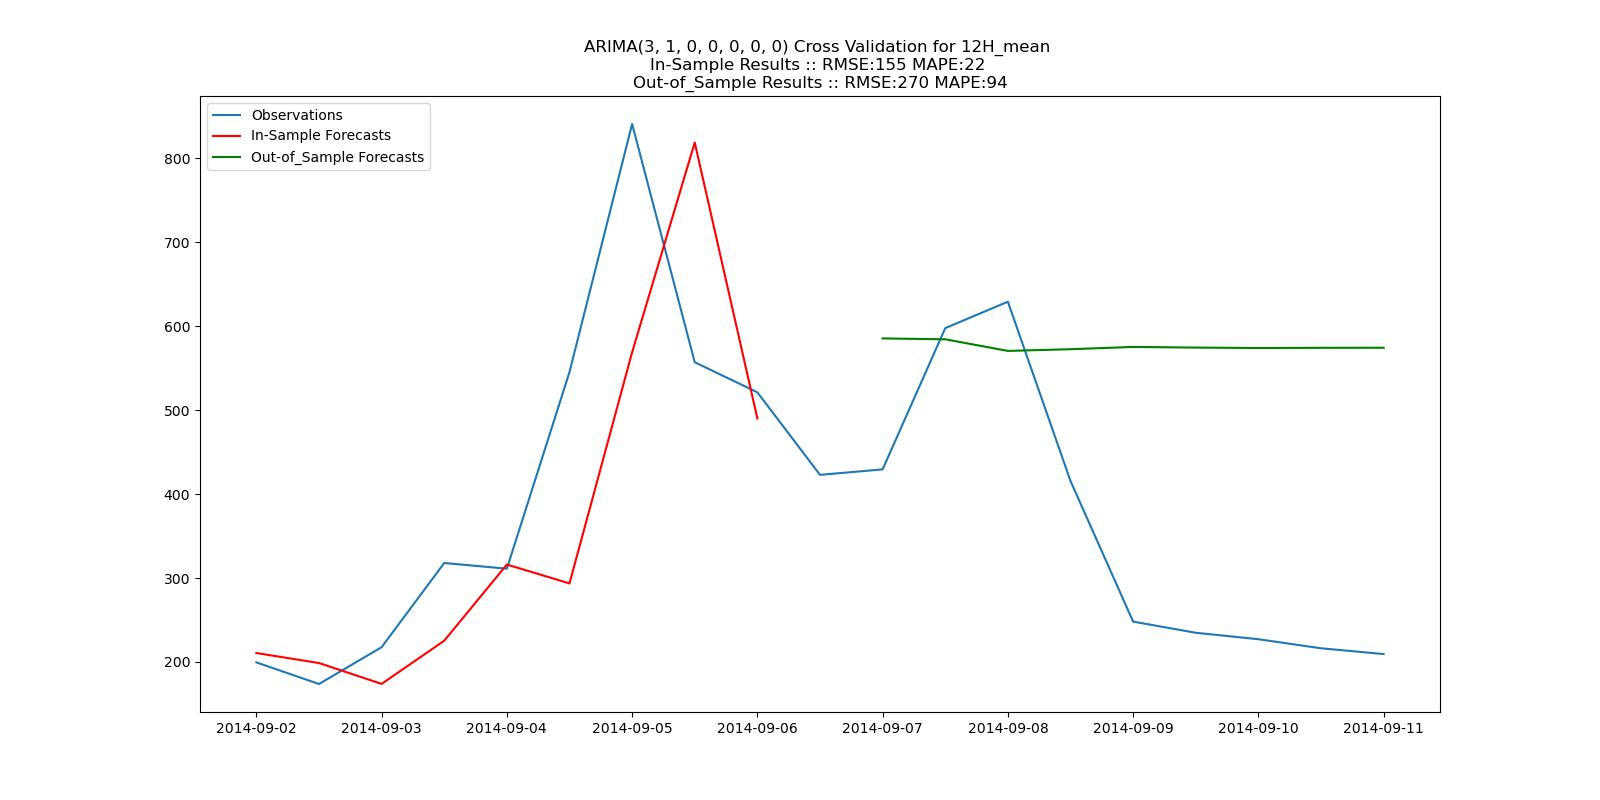 ARIMA(3, 1, 0, 0, 0, 0, 0) Cross Validation for 12H_mean
In-Sample Results :: RMSE:155 MAPE:22
Out-of_Sample Results :: RMSE:270 MAPE:94
Observations
In-Sample Forecasts
Out-of_Sample Forecasts
800
700
600
500
400
300
200
2014-09-02 2014-09-03 2014-09-04 2014-09-05 2014-09-06 2014-09-07 2014-09-08 2014-09-09 2014-09-10 2014-09-11